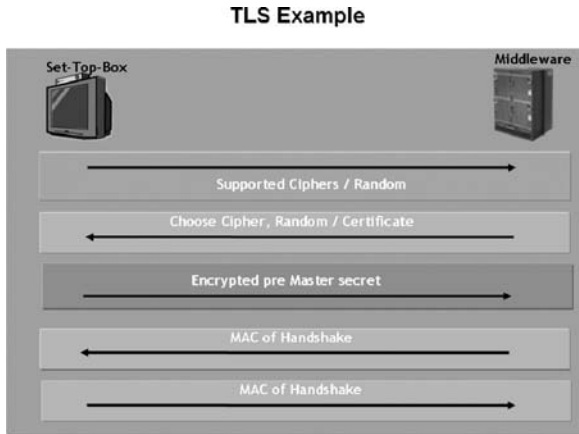 TLS Example
Set-Top-Box
Middleware
Supported Ciphers / Random
Choose Cipher, Random / Certificate
Encrypted pre Master secret
MAC of Handshake
MAC of Handshake